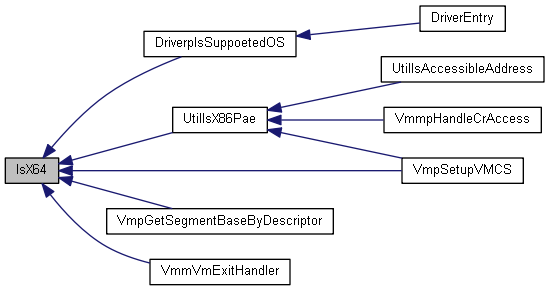 DriverEntry
DriverpIsSuppoetedOS
UtilIsAccessibleAddress
UtilIsX86Pae
VmmpHandleCrAccess
IsX64
VmpSetupVMCS
VmpGetSegmentBaseByDescriptor
VmmVmExitHandler